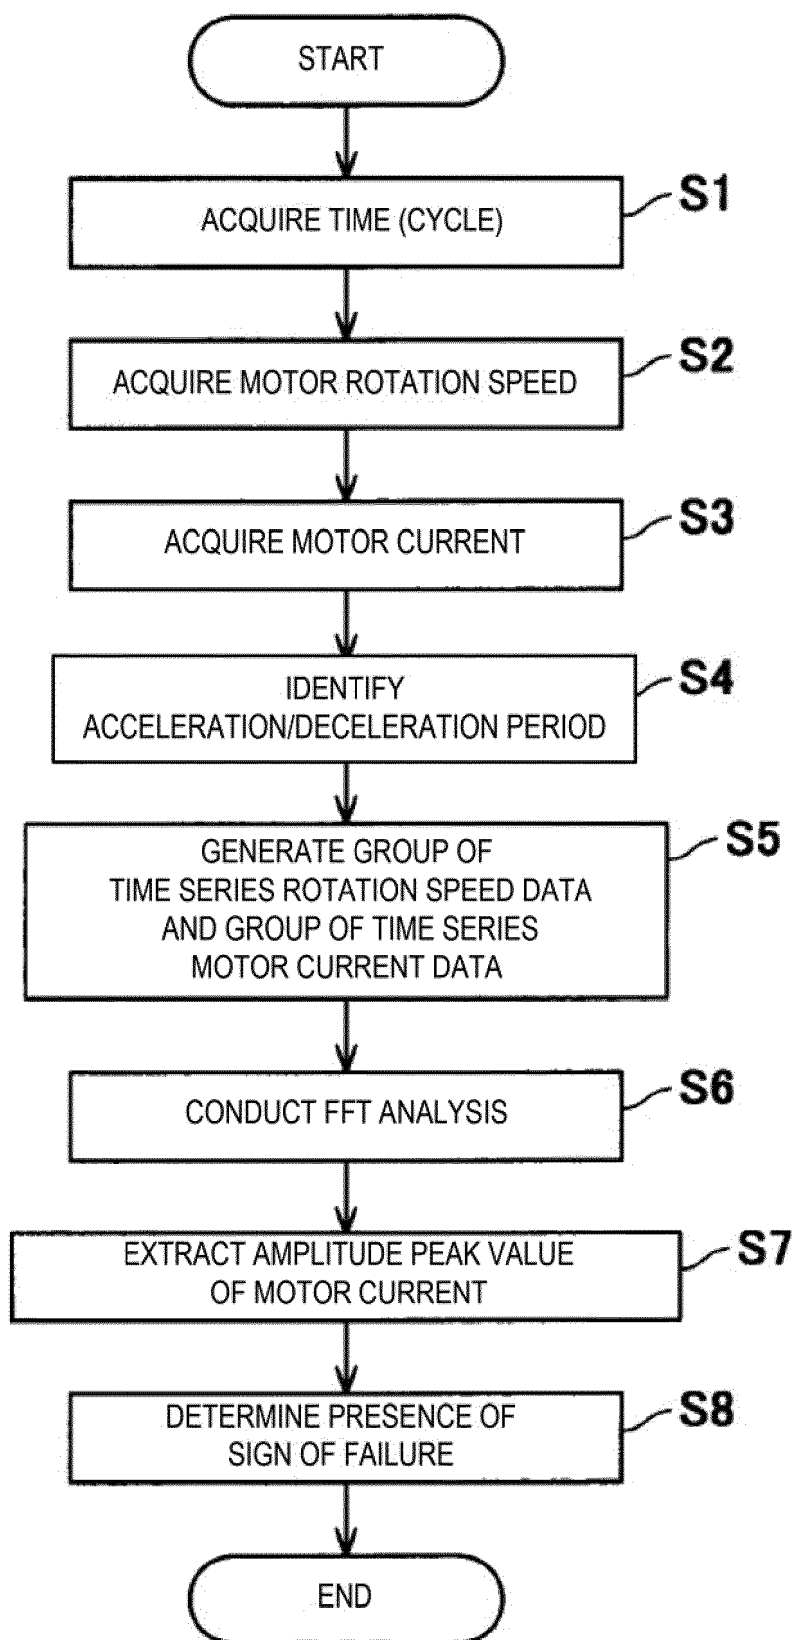 START
ACQUIRE TIME (CYCLE)
S1
ACQUIRE MOTOR ROTATION SPEED
S2
ACQUIRE MOTOR CURRENT
S3
IDENTIFY
ACCELERATION/DECELERATION PERIOD
S4
GENERATE GROUP OF
TIME SERIES ROTATION SPEED DATA
AND GROUP OF TIME SERIES
MOTOR CURRENT DATA
S5
CONDUCT FFT ANALYSIS
S6
EXTRACT AMPLITUDE PEAK VALUE
OF MOTOR CURRENT
S7
DETERMINE PRESENCE OF
SIGN OF FAILURE
S8
END